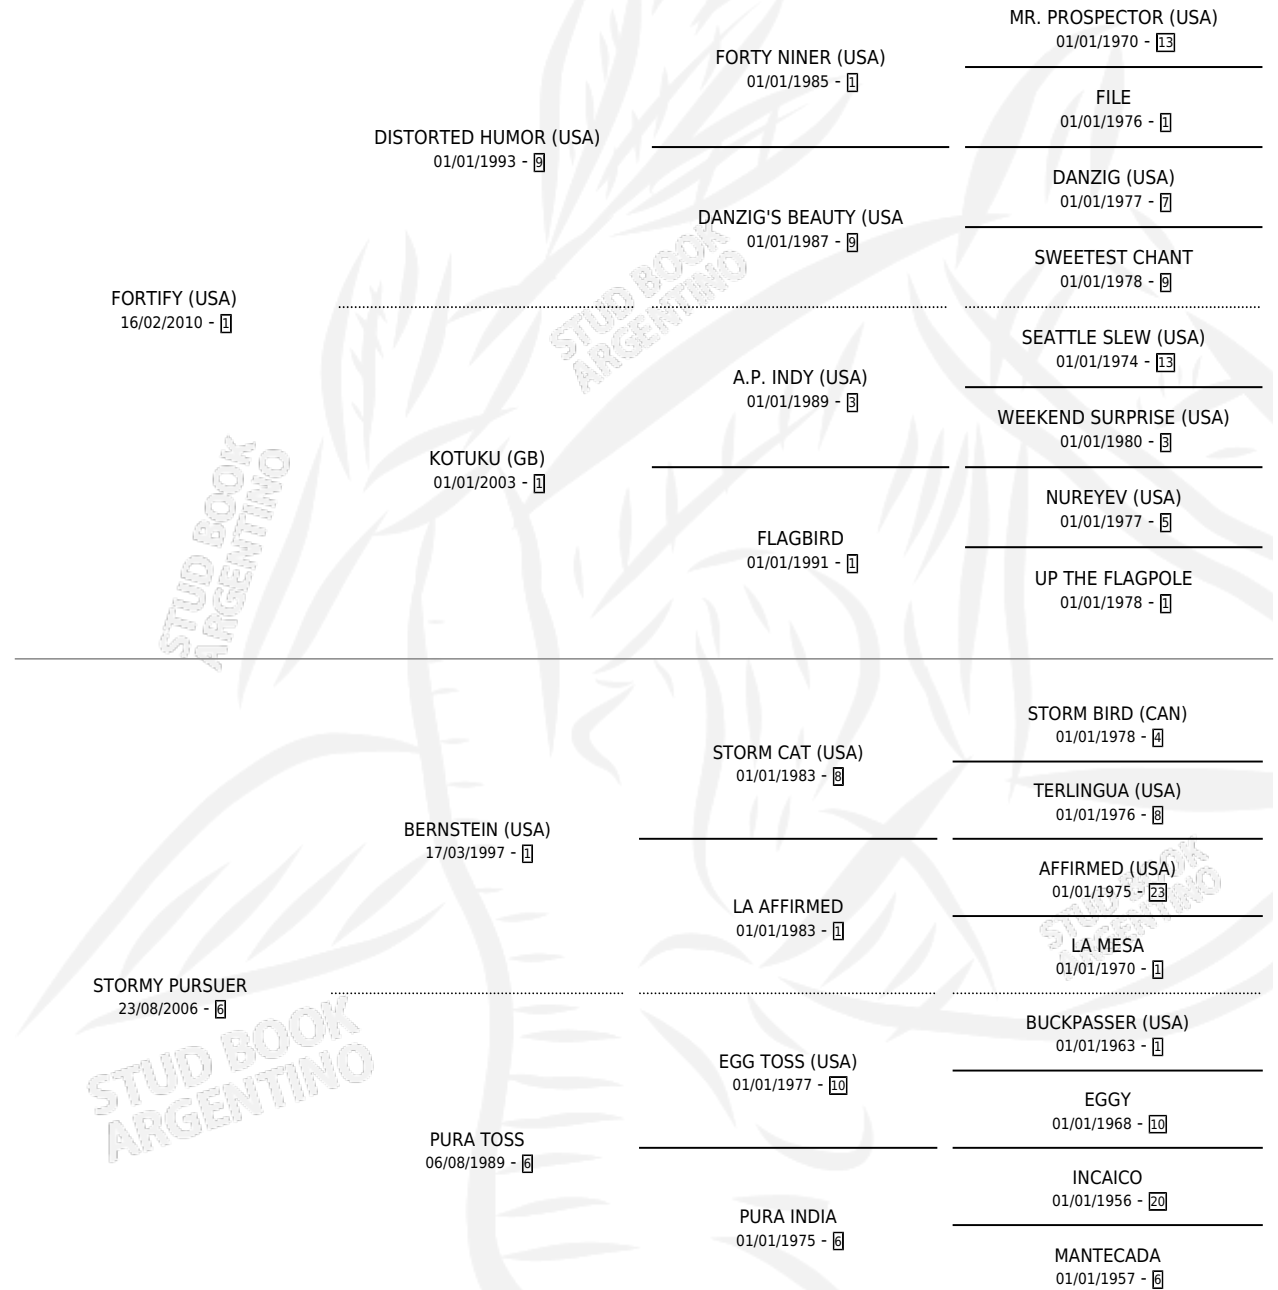 MR. PROSPECTOR (USA)
01/01/1970 - 13
FORTY NINER (USA)
01/01/1985 - 1
FILE
01/01/1976 - 1
DISTORTED HUMOR (USA)
01/01/1993 - 9
DANZIG (USA)
01/01/1977 - 7
DANZIG'S BEAUTY (USA
01/01/1987 - 9
SWEETEST CHANT
01/01/1978 - 9
FORTIFY (USA)
16/02/2010 - 1
SEATTLE SLEW (USA)
01/01/1974 - 13
A.P. INDY (USA)
01/01/1989 - 3
WEEKEND SURPRISE (USA)
01/01/1980 - 3
KOTUKU (GB)
01/01/2003 - 1
NUREYEV (USA)
01/01/1977 - 5
FLAGBIRD
01/01/1991 - 1
UP THE FLAGPOLE
01/01/1978 - 1
STORM BIRD (CAN)
01/01/1978 - 4
STORM CAT (USA)
01/01/1983 - 8
TERLINGUA (USA)
01/01/1976 - 8
BERNSTEIN (USA)
17/03/1997 - 1
AFFIRMED (USA)
01/01/1975 - 23
LA AFFIRMED
01/01/1983 - 1
LA MESA
01/01/1970 - 1
STORMY PURSUER
23/08/2006 - 6
BUCKPASSER (USA)
01/01/1963 - 1
EGG TOSS (USA)
01/01/1977 - 10
EGGY
01/01/1968 - 10
PURA TOSS
06/08/1989 - 6
INCAICO
01/01/1956 - 20
PURA INDIA
01/01/1975 - 6
MANTECADA
01/01/1957 - 6
STUD BOOK
ARGENTINO
STUD BOOK
ARGENTINO
STUD BOOK
ARGENTINO
STUD BOOK
ARGENTINO